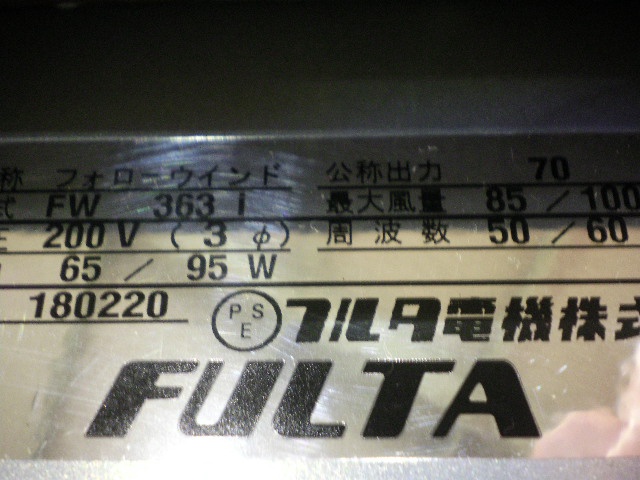 称 フォローウインド 公称出力 70
式 FW 363 I 最大風量 85 / 100
200 V ( 3 φ ) 周波数 50 / 60
65 / 95 W
180220 PSE フルタ電機株式
FULTA